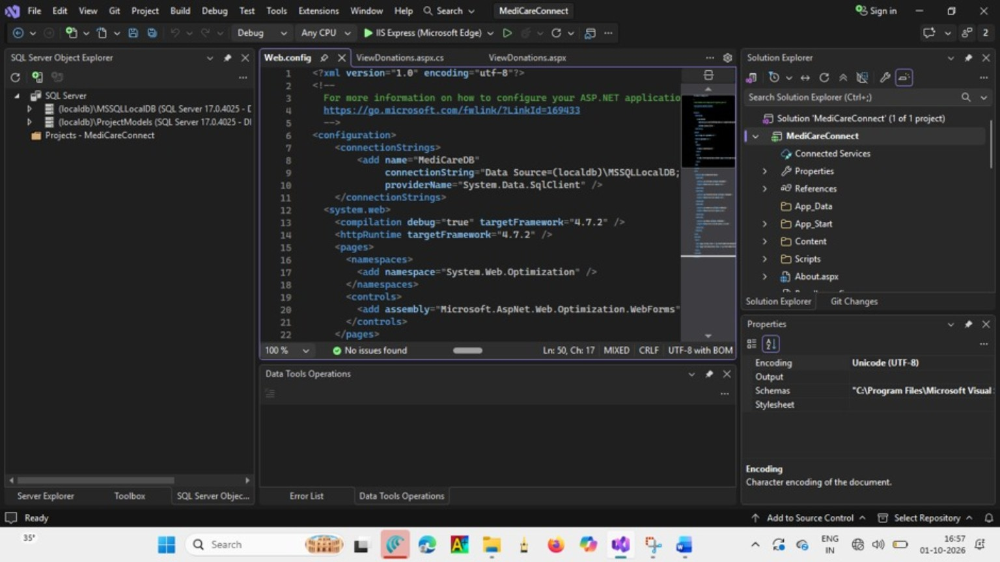 File Edit View Git Project Build Debug Test Tools Extensions Window Help Search MediCareConnect Sign in
Debug Any CPU IIS Express (Microsoft Edge) 2
SQL Server Object Explorer
SQL Server
(localdb)\MSSQLLocalDB (SQL Server 17.0.4025 - D
(localdb)\ProjectModels (SQL Server 17.0.4025 - DI
Projects - MediCareConnect
Server Explorer Toolbox SQL Server Objec...
Web.config ViewDonations.aspx.cs ViewDonations.aspx
1 <?xml version="1.0" encoding="utf-8"?>
2 <!--
3 For more information on how to configure your ASP.NET applicatio
4 https://go.microsoft.com/fwlink/?LinkId=169433
5 -->
6 <configuration>
7 <connectionStrings>
8 <add name="MediCareDB"
9 connectionString="Data Source=(localdb)\MSSQLLocalDB;
10 providerName="System.Data.SqlClient" />
11 </connectionStrings>
12 <system.web>
13 <compilation debug="true" targetFramework="4.7.2" />
14 <httpRuntime targetFramework="4.7.2" />
15 <pages>
16 <namespaces>
17 <add namespace="System.Web.Optimization" />
18 </namespaces>
19 <controls>
20 <add assembly="Microsoft.AspNet.Web.Optimization.WebForms"
21 </controls>
22 </pages>
100 % No issues found Ln: 50, Ch: 17 MIXED CRLF UTF-8 with BOM
Data Tools Operations
Error List Data Tools Operations
Solution Explorer
Search Solution Explorer (Ctrl+;)
Solution 'MediCareConnect' (1 of 1 project)
MediCareConnect
Connected Services
Properties
References
App_Data
App_Start
Content
Scripts
About.aspx
Solution Explorer Git Changes
Properties
Encoding Unicode (UTF-8)
Output
Schemas "C:\Program Files\Microsoft Visual
Stylesheet
Encoding
Character encoding of the document.
Ready Add to Source Control Select Repository
35° Search ENG 16:57
IN 01-10-2026